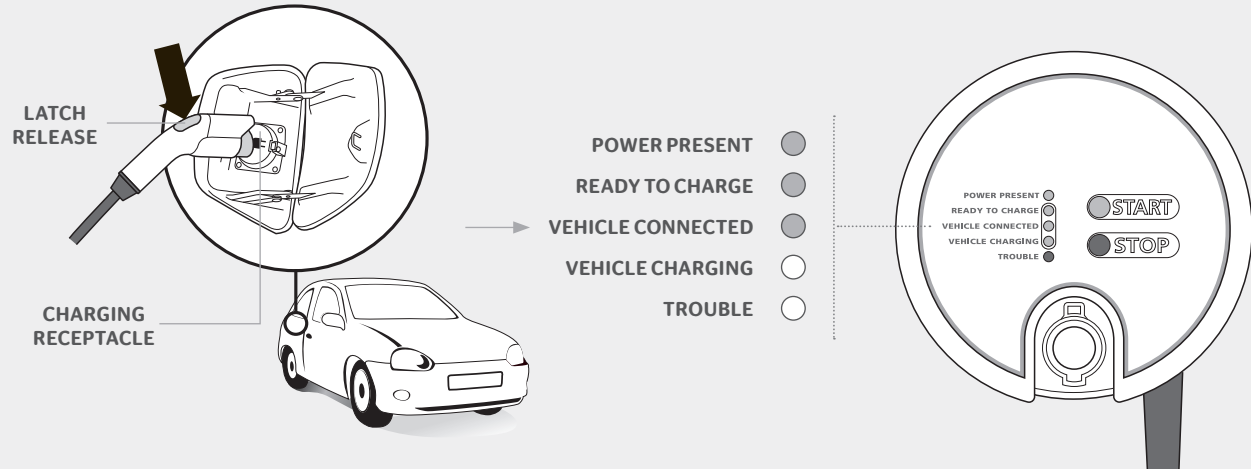 LATCH
RELEASE
CHARGING
RECEPTACLE
POWER PRESENT
READY TO CHARGE
VEHICLE CONNECTED
VEHICLE CHARGING
TROUBLE
POWER PRESENT
READY TO CHARGE
VEHICLE CONNECTED
VEHICLE CHARGING
TROUBLE
START
STOP